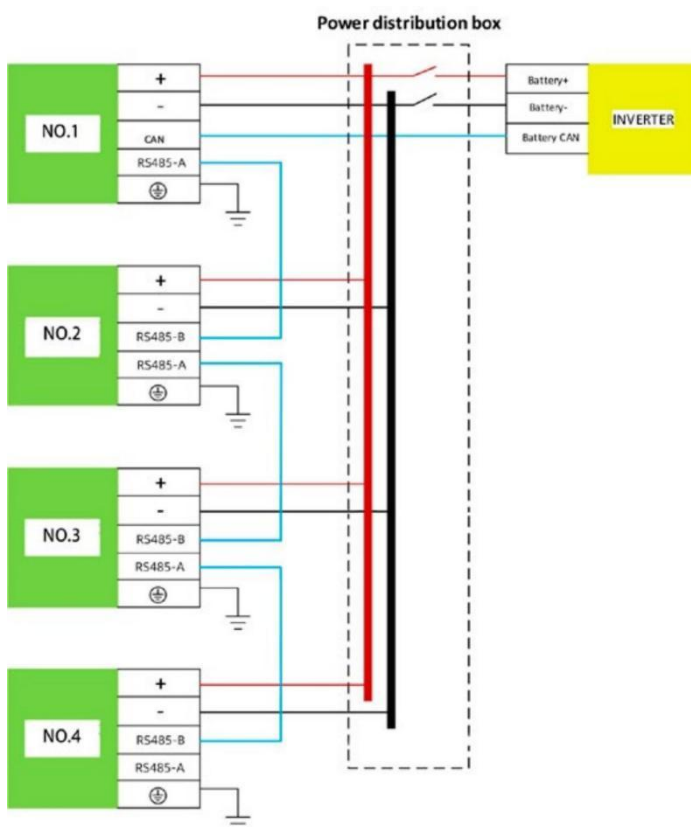 Power distribution box
+
-
NO.1
CAN
RS485-A
Battery+
Battery-
Battery CAN
INVERTER
+
-
NO.2
RS485-B
RS485-A
+
-
NO.3
RS485-B
RS485-A
+
-
NO.4
RS485-B
RS485-A